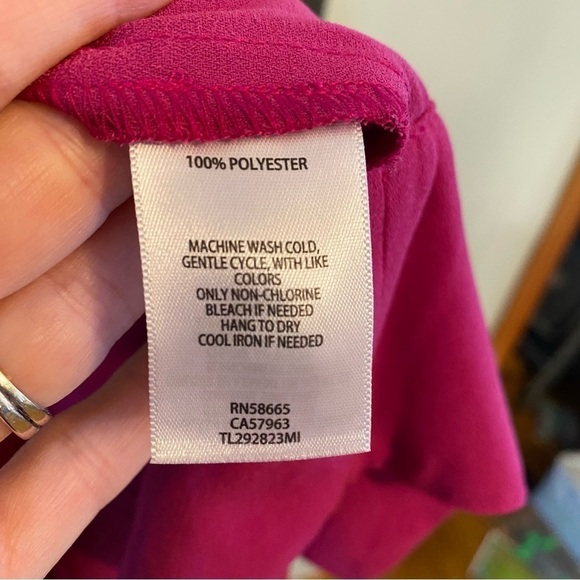 100% POLYESTER
MACHINE WASH COLD,
GENTLE CYCLE, WITH LIKE
COLORS
ONLY NON-CHLORINE
BLEACH IF NEEDED
HANG TO DRY
COOL IRON IF NEEDED
RN58665
CA57963
TL292823MI